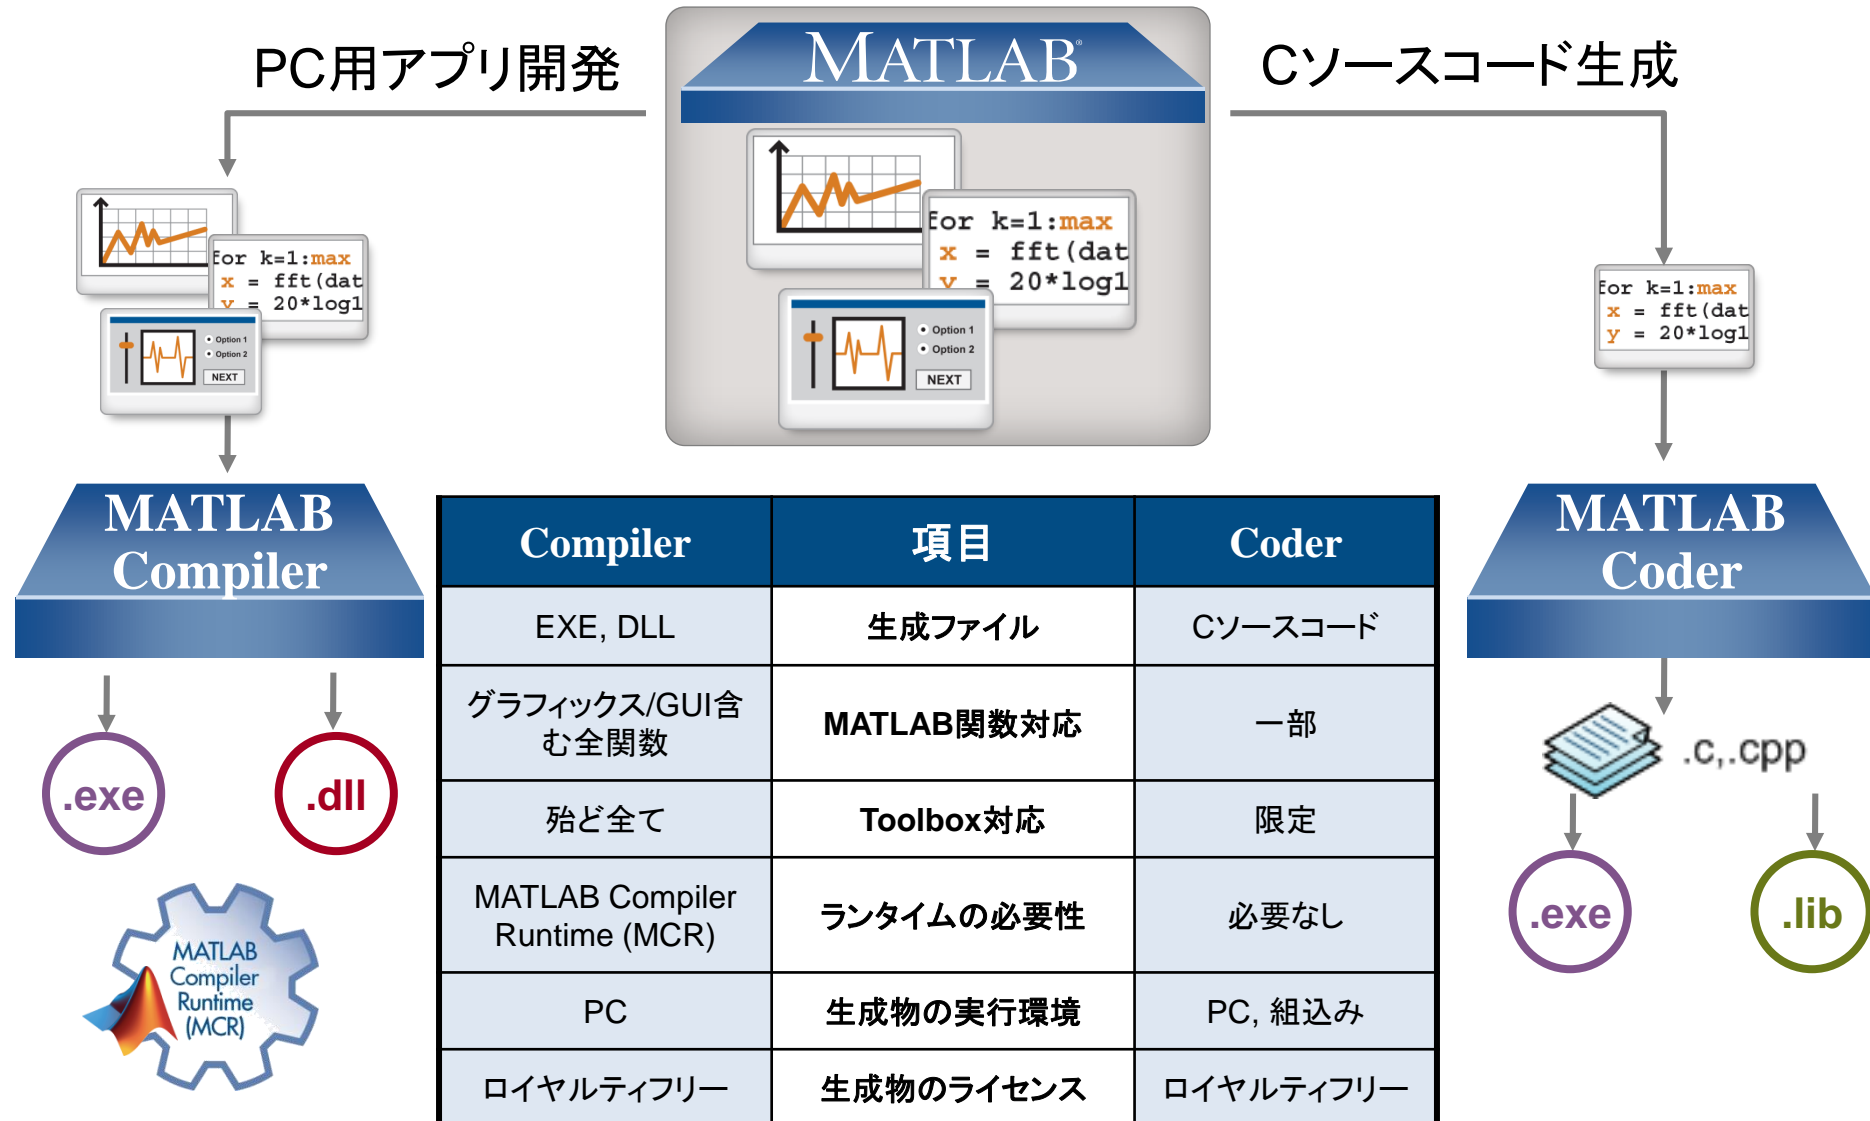 PC用アプリ開発
MATLAB®
Cソースコード生成
for k=1:max
x = fft(dat
y = 20*log1
Option 1
Option 2
NEXT
for k=1:max
x = fft(dat
y = 20*log1
Option 1
Option 2
NEXT
for k=1:max
x = fft(dat
y = 20*log1
MATLAB
Compiler
.exe
.dll
MATLAB
Compiler
Runtime
(MCR)
Compiler 項目 Coder
EXE, DLL 生成ファイル Cソースコード
グラフィックス/GUI含
む全関数 MATLAB関数対応 一部
殆ど全て Toolbox対応 限定
MATLAB Compiler
Runtime (MCR) ランタイムの必要性 必要なし
PC 生成物の実行環境 PC, 組込み
ロイヤルティフリー 生成物のライセンス ロイヤルティフリー
MATLAB
Coder
.c,.cpp
.exe
.lib